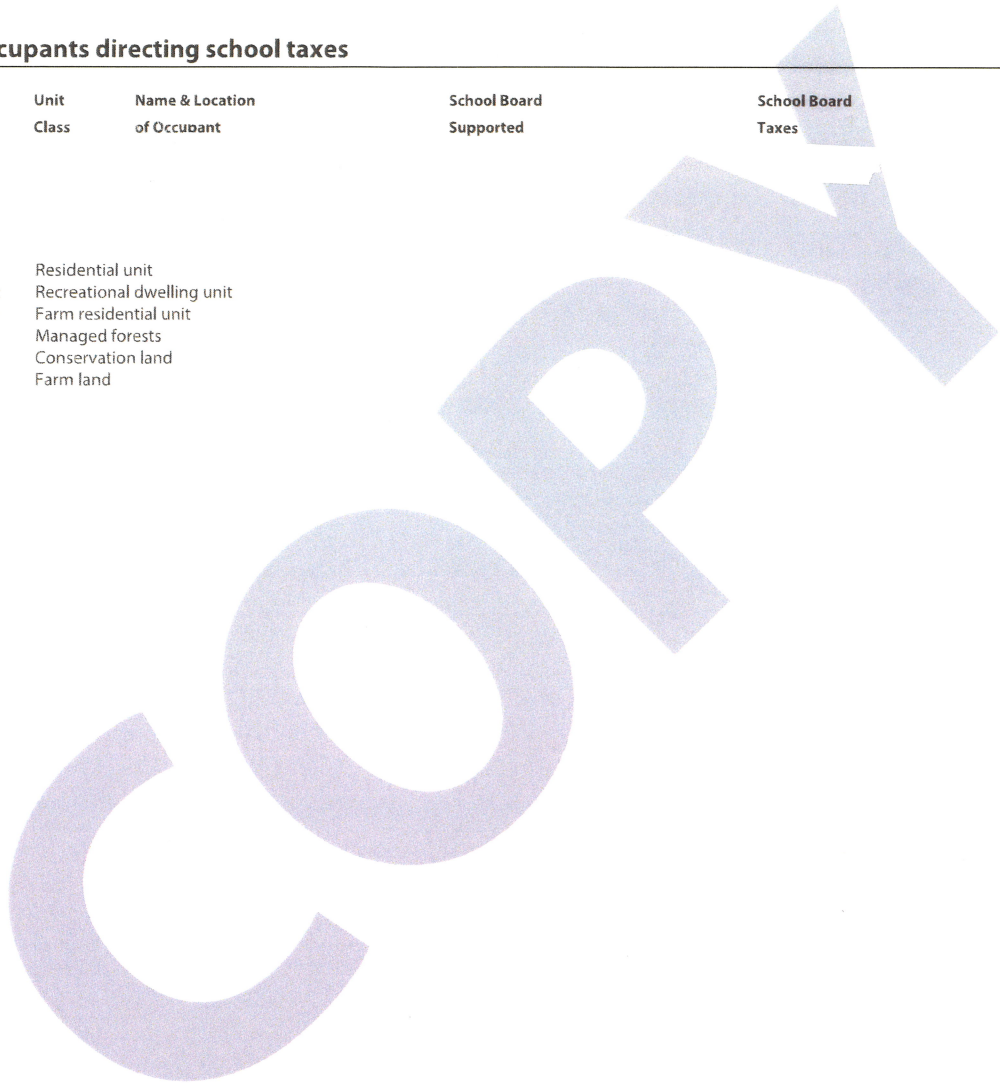 cupants directing school taxes
Unit Name & Location School Board School Board
Class of Occupant Supported Taxes
Residential unit
Recreational dwelling unit
Farm residential unit
Managed forests
Conservation land
Farm land
COPY